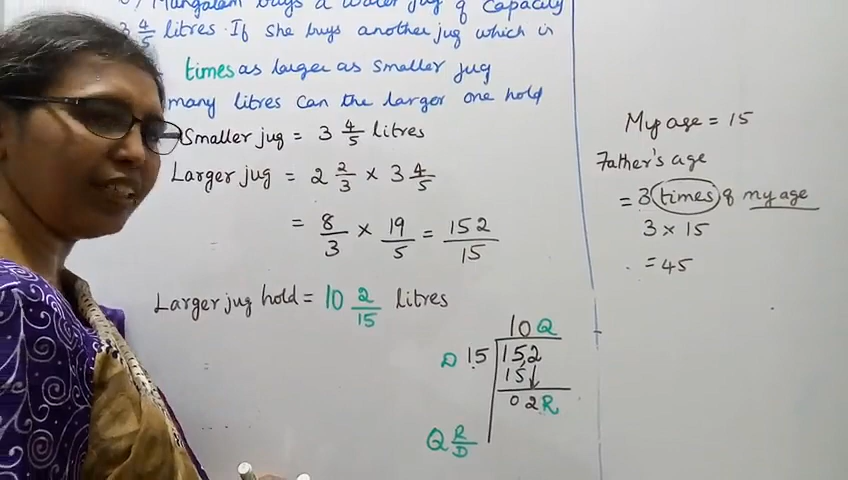 Mangalam buys a water jug of capacity
3 4/5 litres. If she buys another jug which is
times as larger as smaller jug
many litres can the larger one hold
Smaller jug = 3 4/5 litres
Larger jug = 2 2/3 × 3 4/5
= 8/3 × 19/5 = 152/15
Larger jug hold = 10 2/15 litres
10 Q
D 15 152
15↓
02 R
Q R/D
My age = 15
Father's age
= 3 times of my age
3 × 15
= 45